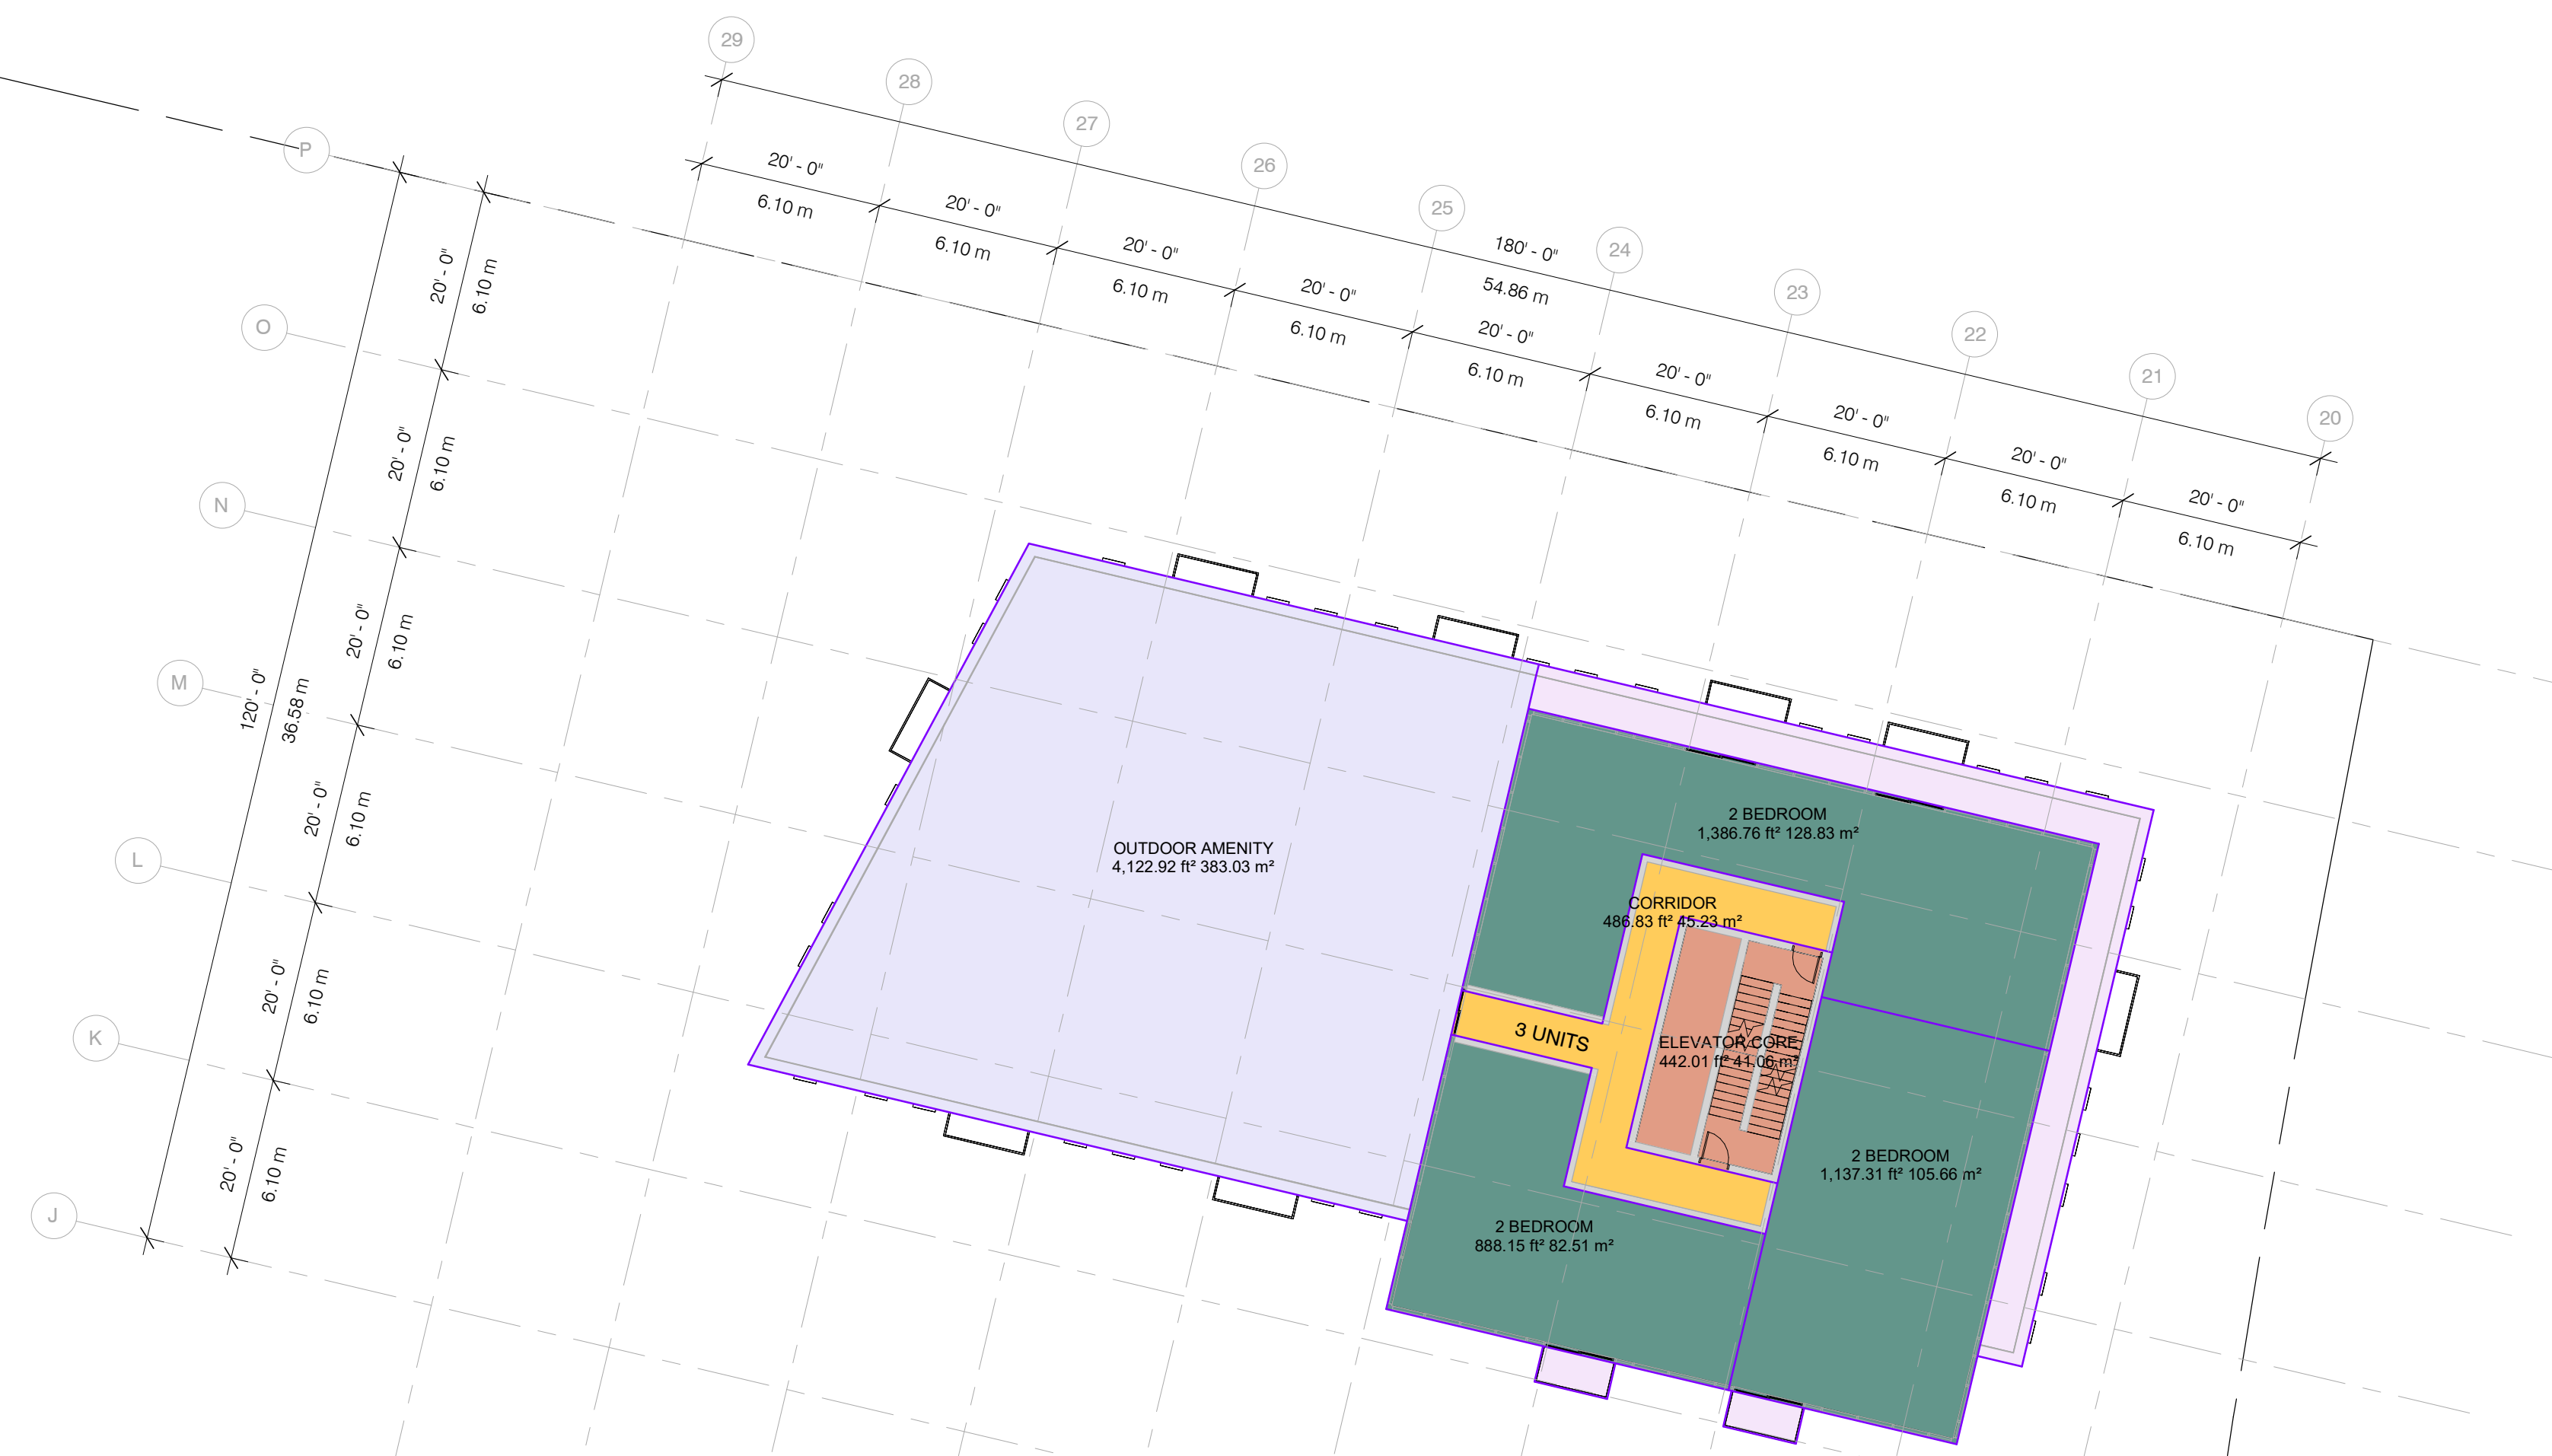 29
28
27
26
25
24
23
22
21
20
P
O
N
M
L
K
J
180' - 0"
54.86 m
20' - 0"
6.10 m
20' - 0"
6.10 m
20' - 0"
6.10 m
20' - 0"
6.10 m
20' - 0"
6.10 m
20' - 0"
6.10 m
20' - 0"
6.10 m
20' - 0"
6.10 m
20' - 0"
6.10 m
120' - 0"
36.58 m
20' - 0"
6.10 m
20' - 0"
6.10 m
20' - 0"
6.10 m
20' - 0"
6.10 m
20' - 0"
6.10 m
20' - 0"
6.10 m
OUTDOOR AMENITY
4,122.92 ft² 383.03 m²
2 BEDROOM
1,386.76 ft² 128.83 m²
CORRIDOR
486.83 ft² 45.23 m²
3 UNITS
ELEVATOR CORE
442.01 ft² 41.06 m²
2 BEDROOM
1,137.31 ft² 105.66 m²
2 BEDROOM
888.15 ft² 82.51 m²